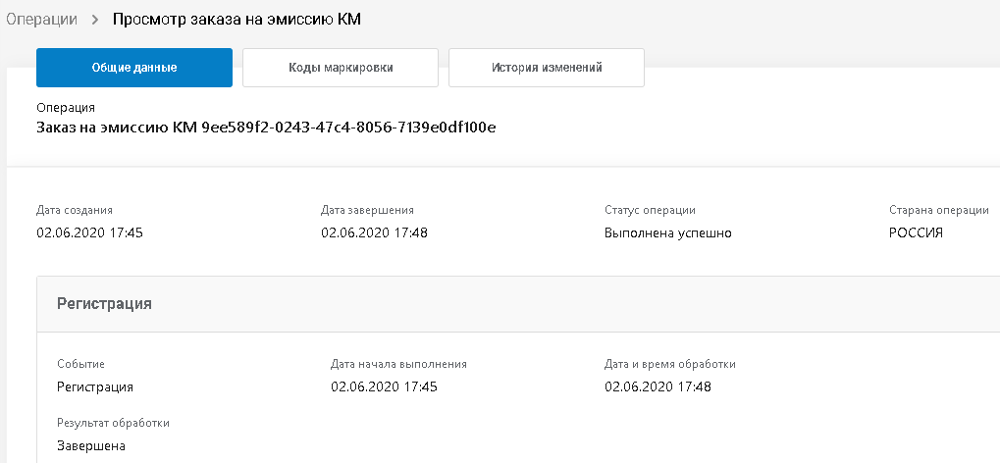 Операции > Просмотр заказа на эмиссию КМ
Общие данные Коды маркировки История изменений
Операция
Заказ на эмиссию КМ 9ee589f2-0243-47c4-8056-7139e0df100e
Дата создания Дата завершения Статус операции Старана операции
02.06.2020 17:45 02.06.2020 17:48 Выполнена успешно РОССИЯ
Регистрация
Событие Дата начала выполнения Дата и время обработки
Регистрация 02.06.2020 17:45 02.06.2020 17:48
Результат обработки
Завершена